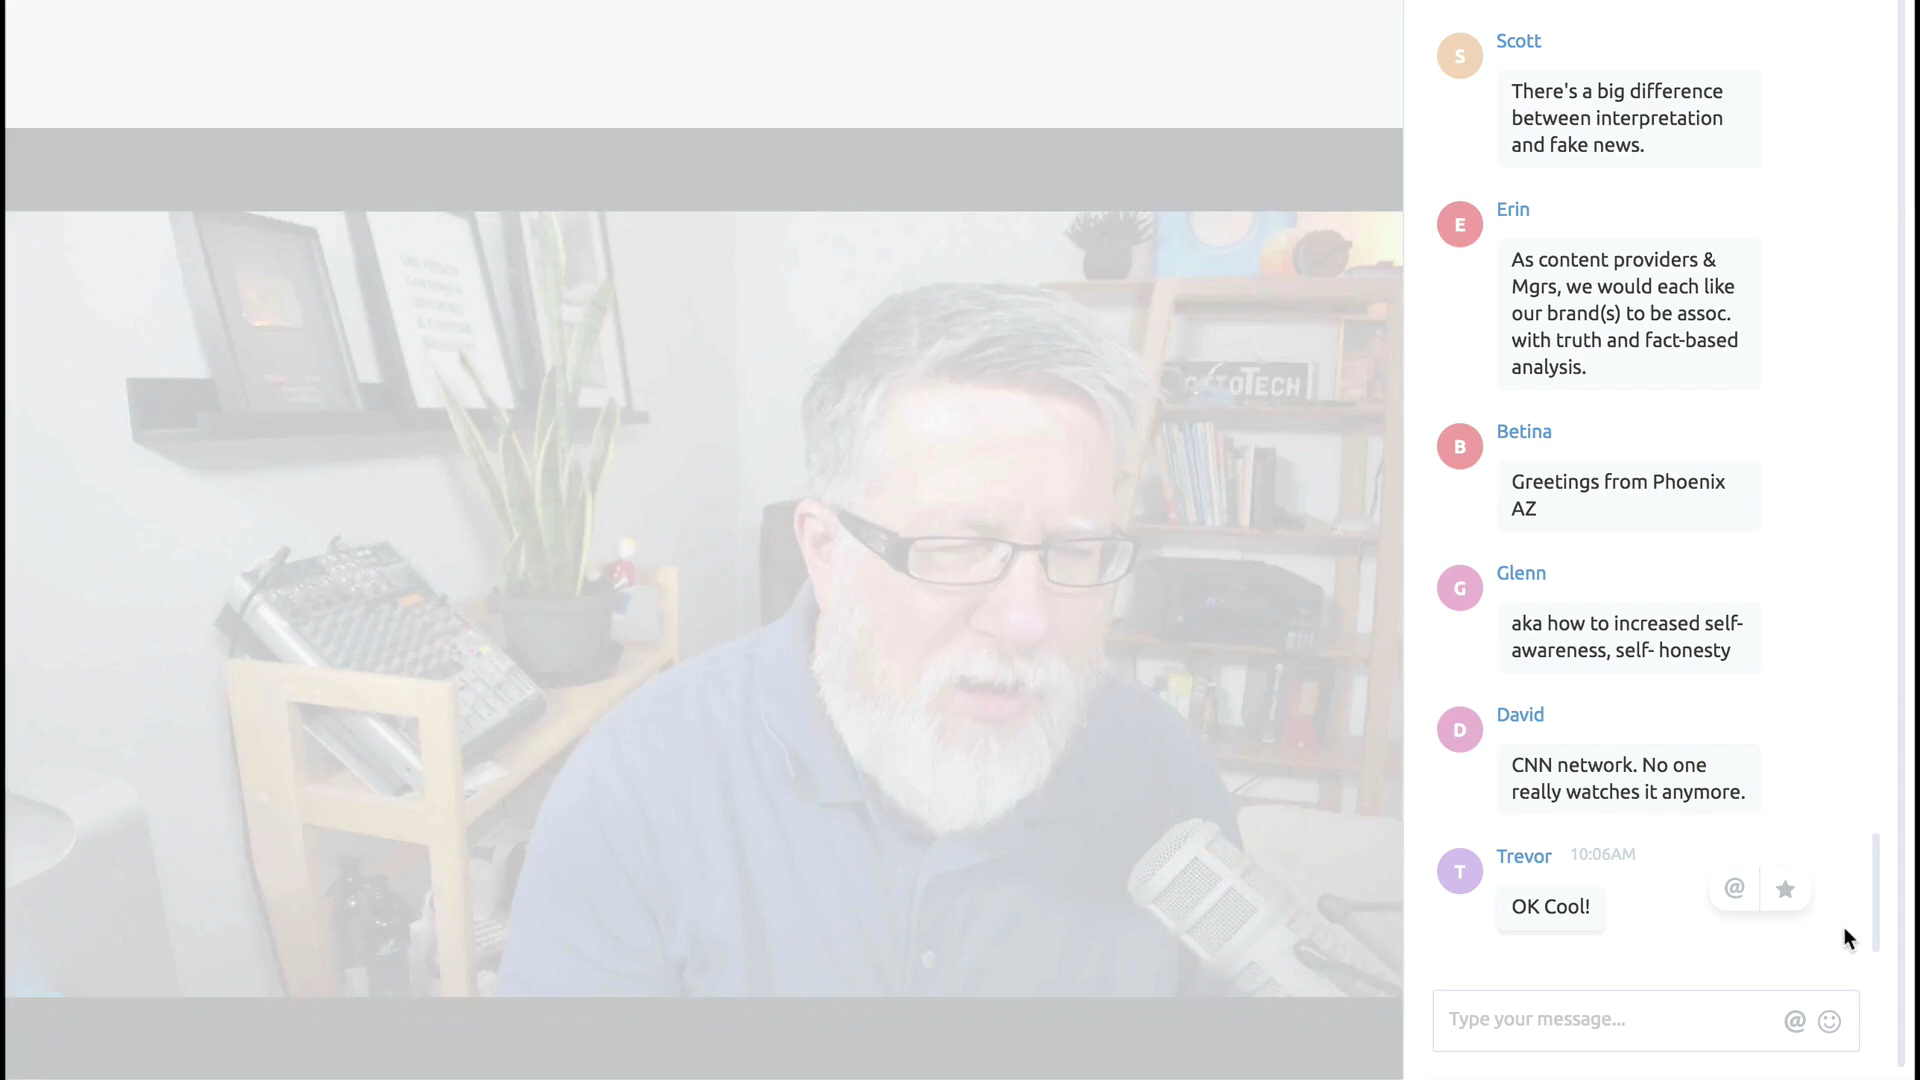 S
Scott
There's a big difference
between interpretation
and fake news.
E
Erin
As content providers &
Mgrs, we would each like
our brand(s) to be assoc.
with truth and fact-based
analysis.
B
Betina
Greetings from Phoenix
AZ
G
Glenn
aka how to increased self-
awareness, self- honesty
D
David
CNN network. No one
really watches it anymore.
T
Trevor 10:06AM
@
OK Cool!
Type your message... @